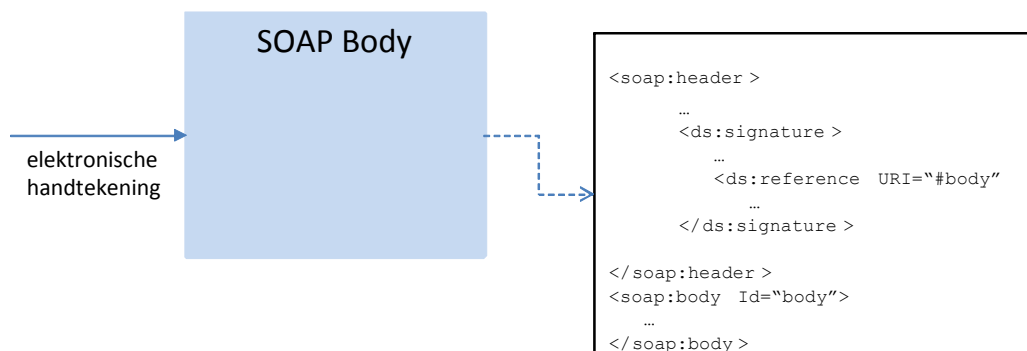 SOAP Body
elektronische
handtekening
<soap:header >
…
<ds:signature >
…
<ds:reference URI=“#body”
…
</ds:signature >
</soap:header >
<soap:body Id=“body”>
…
</soap:body >